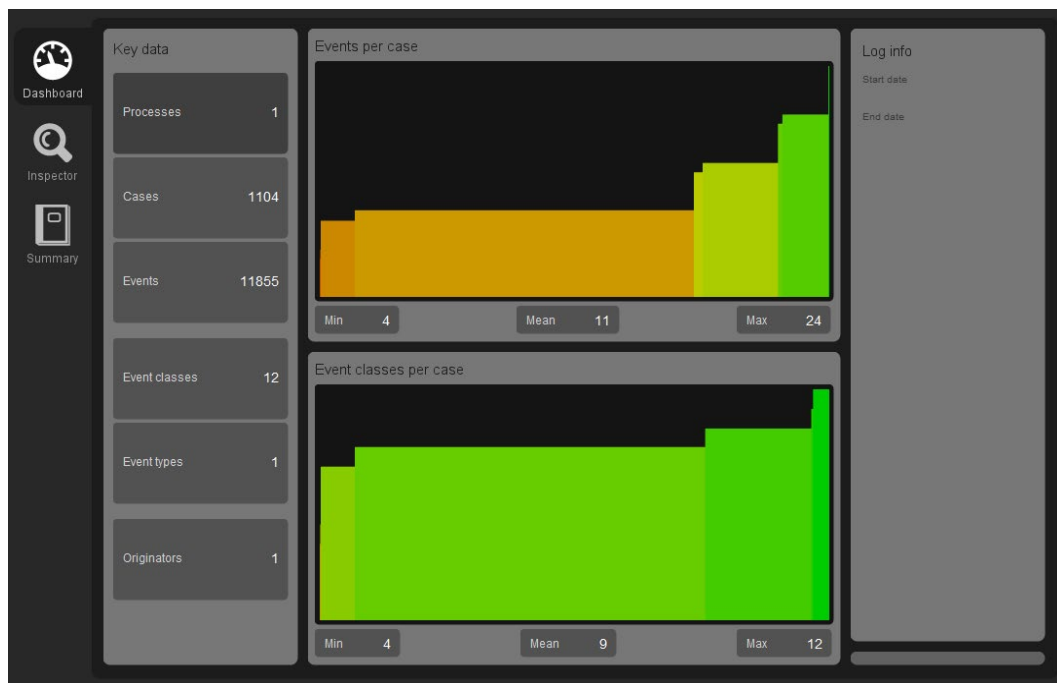 Dashboard
Inspector
Summary
Key data
Processes 1
Cases 1104
Events 11855
Event classes 12
Event types 1
Originators 1
Events per case
Min 4 Mean 11 Max 24
Event classes per case
Min 4 Mean 9 Max 12
Log info
Start date
End date